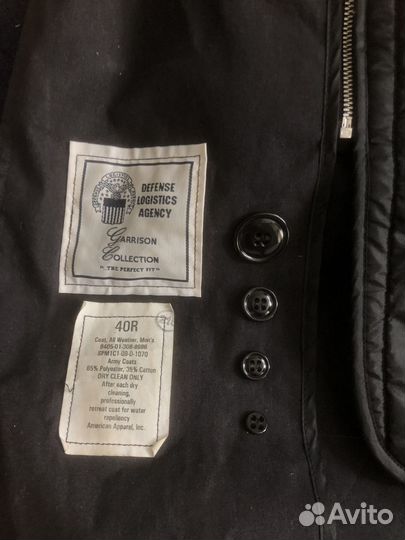 DEFENSE
LOGISTICS
AGENCY
GARRISON
COLLECTION
"THE PERFECT FIT"
40R
Coat, All Weather, Men's
8405-01-308-8686
SPM1C1-09-D-1070
Army Coats
65% Polyester, 35% Cotton
DRY CLEAN ONLY
After each dry
cleaning,
professionally
retreat coat for water
repellency
American Apparel, Inc.
Avito